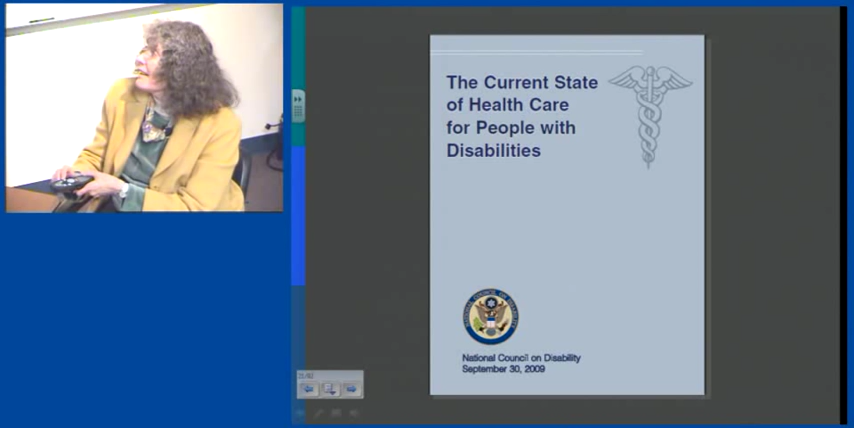 The Current State
of Health Care
for People with
Disabilities
National Council on Disability
September 30, 2009